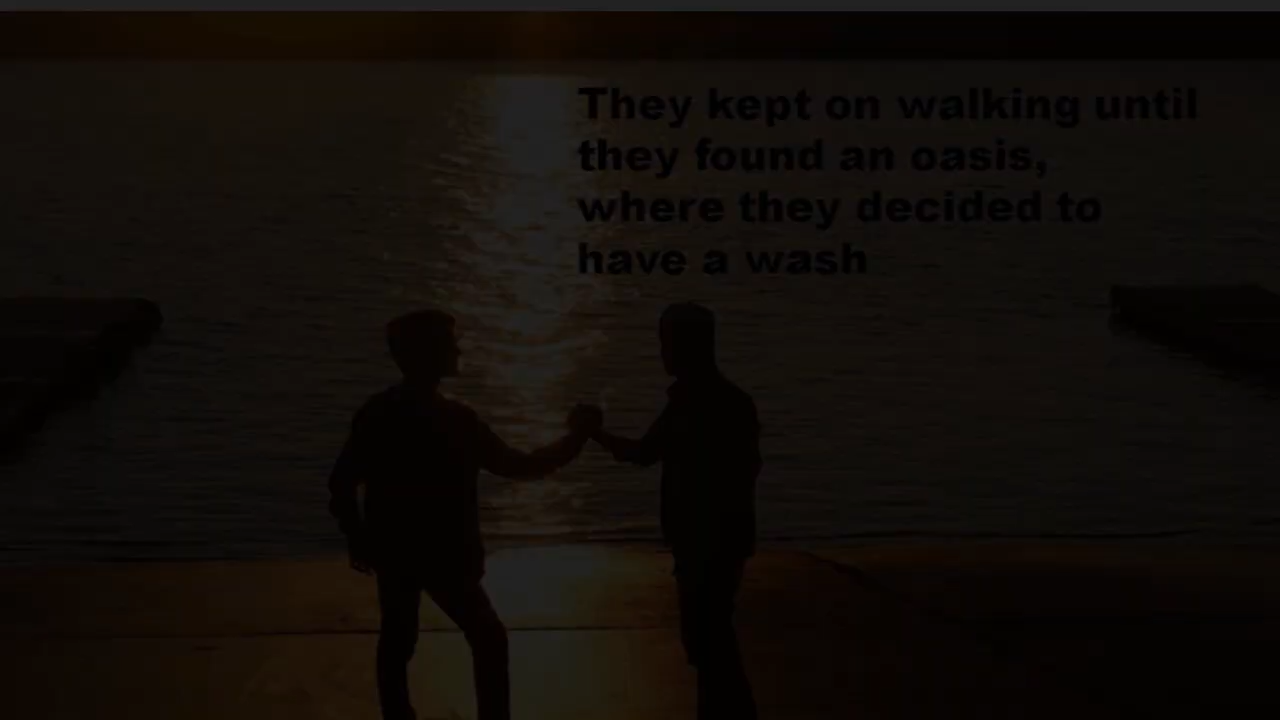 They kept on walking until
they found an oasis,
where they decided to
have a wash